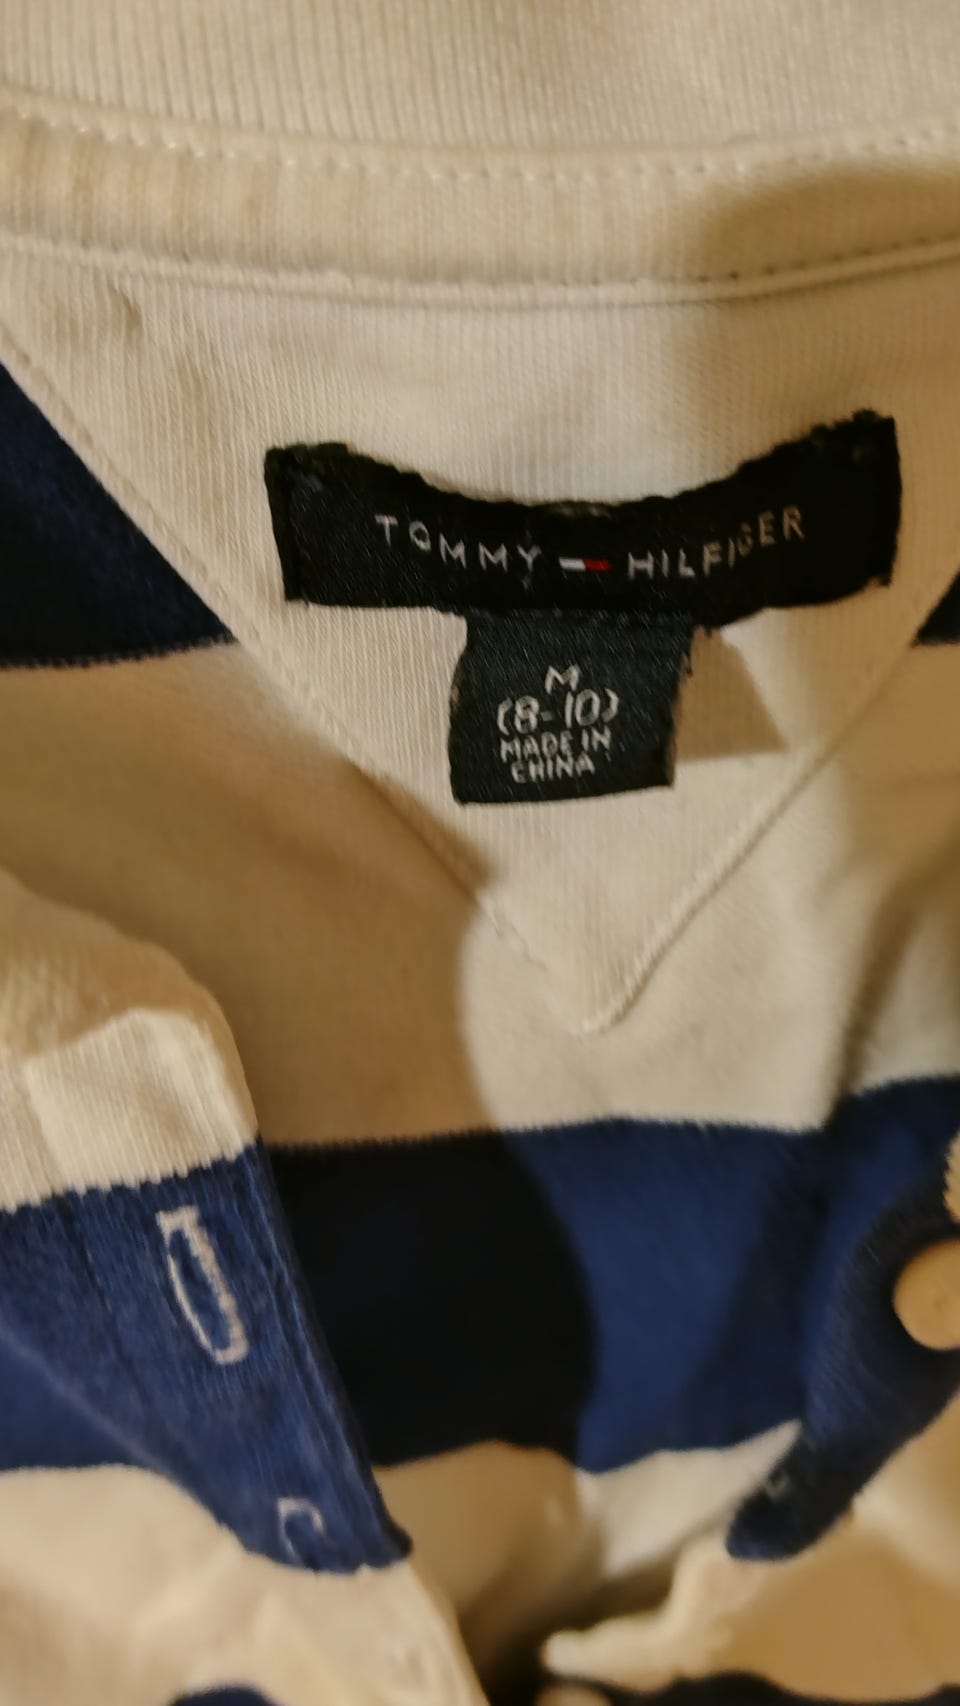 TOMMY HILFIGER
M
(8-10)
MADE IN
CHINA